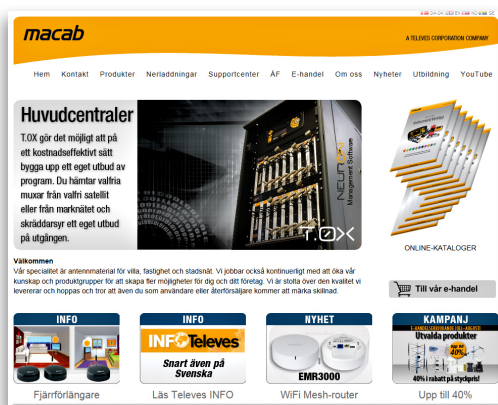 macab
A TELEVES CORPORATION COMPANY
Hem Kontakt Produkter Nerladdningar Supportcenter ÅF E-handel Om oss Nyheter Utbildning YouTube
Huvudcentraler
T.0X gör det möjligt att på
ett kostnadseffektivt sätt
bygga upp ett eget utbud av
program. Du hämtar valfria
muxar från valfri satellit
eller från marknätet och
skräddarsyr ett eget utbud
på utgången.
Management Software
T.0X
ONLINE-KATALOGER
Välkommen
Vår specialitet är antennmaterial för villa, fastighet och stadsnät. Vi jobbar också kontinuerligt med att öka vår
kunskap och produktgrupper för att skapa fler möjligheter för dig och ditt företag. Vi är stolta över den kvalitet vi
levererar och hoppas och tror att även du som användare eller återförsäljare kommer att märka skillnad.
Till vår e-handel
INFO
INFO
NYHET
KAMPANJ
Utvalda produkter
INFO Televes
upp till
40%
Snart även på
Svenska
EMR3000
40% i rabatt på styckpris!
Fjärrförlängare
Läs Televes INFO
WiFi Mesh-router
Upp till 40%